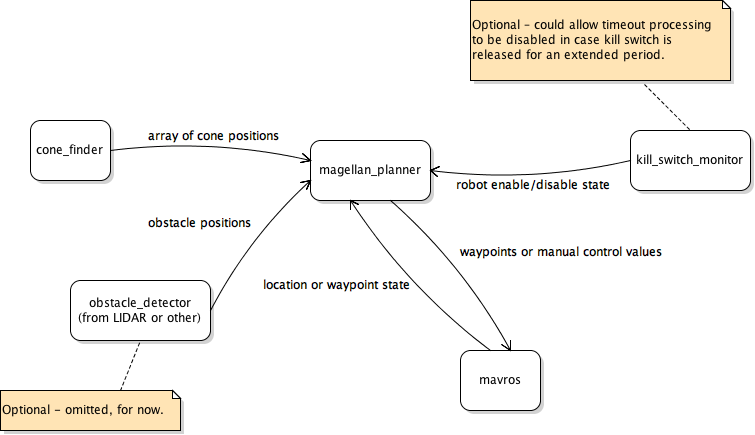 Optional – could allow timeout processing
to be disabled in case kill switch is
released for an extended period.
cone_finder
array of cone positions
magellan_planner
kill_switch_monitor
robot enable/disable state
obstacle positions
waypoints or manual control values
location or waypoint state
obstacle_detector
(from LIDAR or other)
mavros
Optional – omitted, for now.